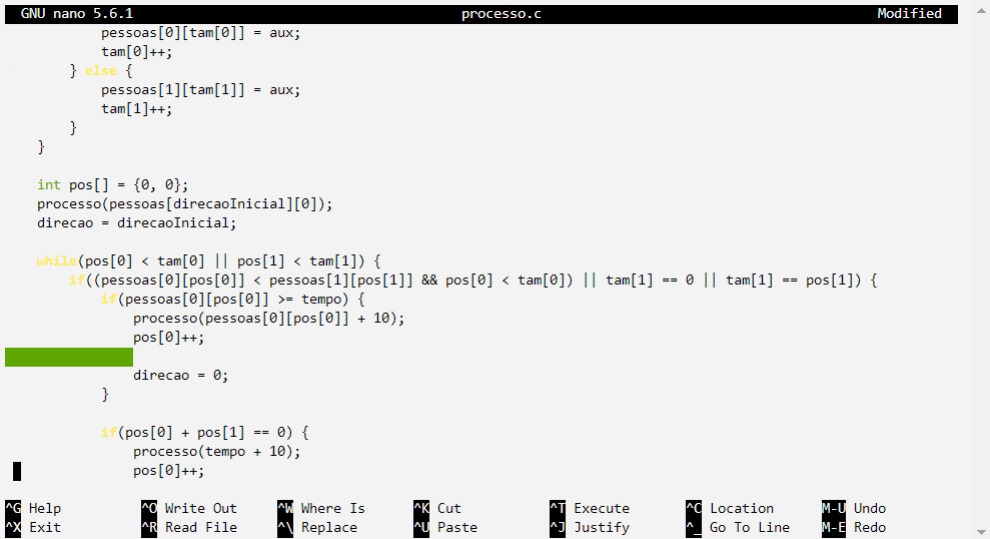 GNU nano 5.6.1 processo.c Modified
pessoas[0][tam[0]] = aux;
tam[0]++;
} else {
pessoas[1][tam[1]] = aux;
tam[1]++;
}
}
int pos[] = {0, 0};
processo(pessoas[direcaoInicial][0]);
direcao = direcaoInicial;
while(pos[0] < tam[0] || pos[1] < tam[1]) {
if((pessoas[0][pos[0]] < pessoas[1][pos[1]] && pos[0] < tam[0]) || tam[1] == 0 || tam[1] == pos[1]) {
if(pessoas[0][pos[0]] >= tempo) {
processo(pessoas[0][pos[0]] + 10);
pos[0]++;
direcao = 0;
}
if(pos[0] + pos[1] == 0) {
processo(tempo + 10);
pos[0]++;
^G Help ^O Write Out ^W Where Is ^K Cut ^T Execute ^C Location M-U Undo
^X Exit ^R Read File ^\ Replace ^U Paste ^J Justify ^_ Go To Line M-E Redo